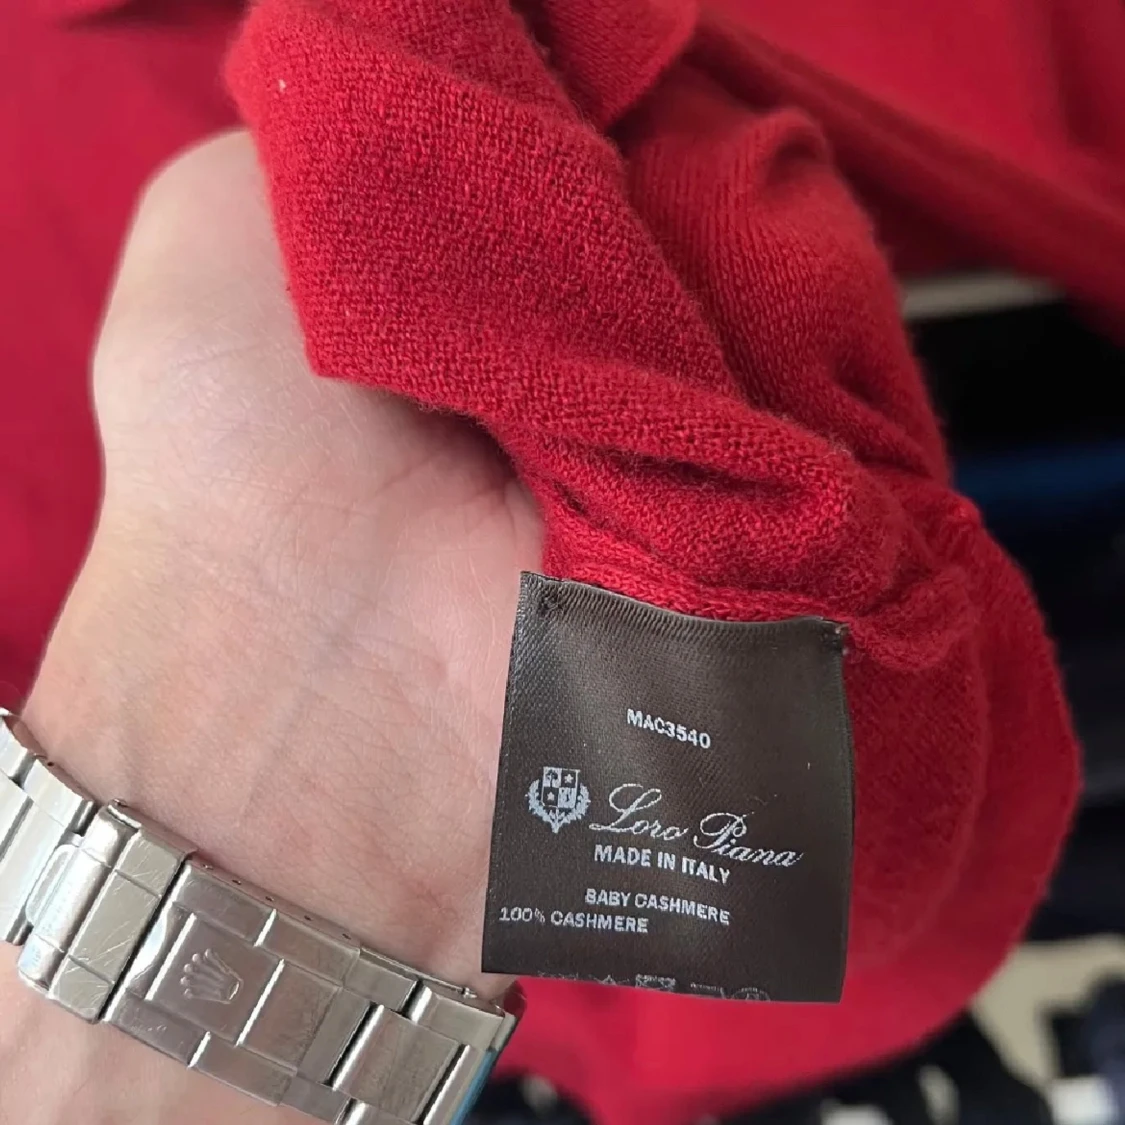 MAC3540
Loro Piana
MADE IN ITALY
BABY CASHMERE
100% CASHMERE